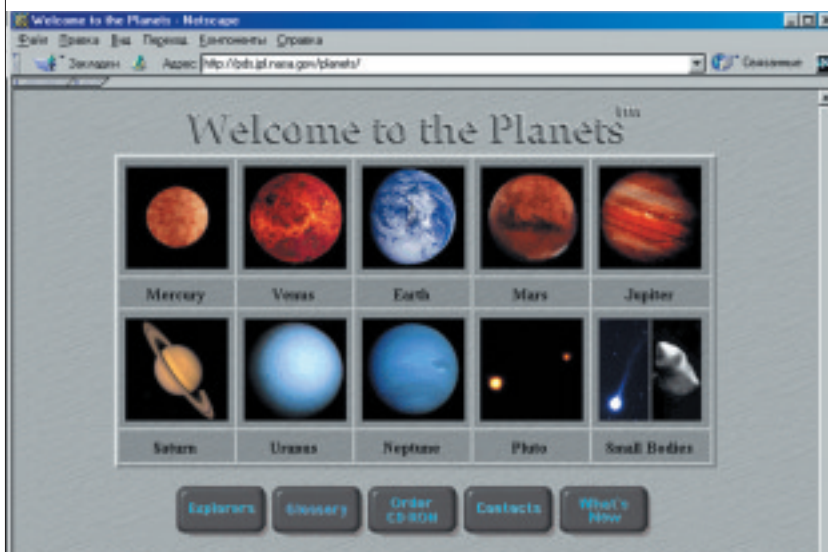 Welcome to the Planets - Netscape
Файл Правка Вид Переход Компоненты Справка
Закладки Адрес: http://pds.jpl.nasa.gov/planets/ Связанные
Welcome to the Planets
Mercury Venus Earth Mars Jupiter
Saturn Uranus Neptune Pluto Small Bodies
Explorers Glossary Order CD-ROM Contacts What's New